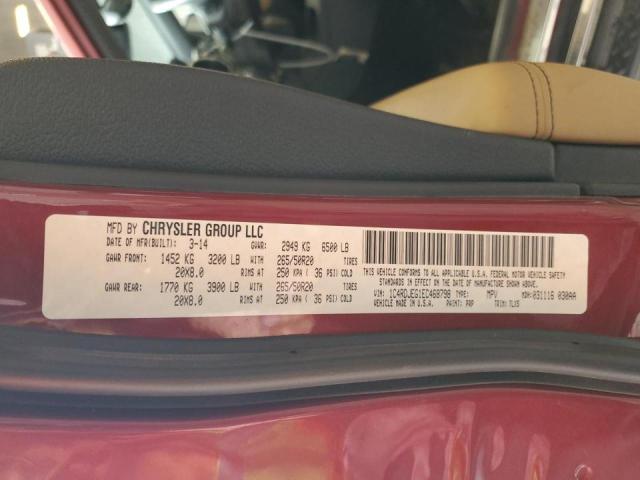 MFD BY CHRYSLER GROUP LLC
DATE OF MFR(BUILT): 3-14 GVWR: 2949 KG 6500 LB
GAWR FRONT: 1452 KG 3200 LB WITH 265/50R20 TIRES
20X8.0 RIMS AT 250 KPA ( 36 PSI) COLD
GAWR REAR: 1770 KG 3900 LB WITH 265/50R20 TIRES
20X8.0 RIMS AT 250 KPA ( 36 PSI) COLD
THIS VEHICLE CONFORMS TO ALL APPLICABLE U.S.A. FEDERAL MOTOR VEHICLE SAFETY
STANDARDS IN EFFECT ON THE DATE OF MANUFACTURE SHOWN ABOVE.
VIN: 1C4RDJEG1EC468798 TYPE: MPV MDH: 031116 030AA
VEHICLE MADE IN U.S.A. PAINT: PRP TRIM: TLX5